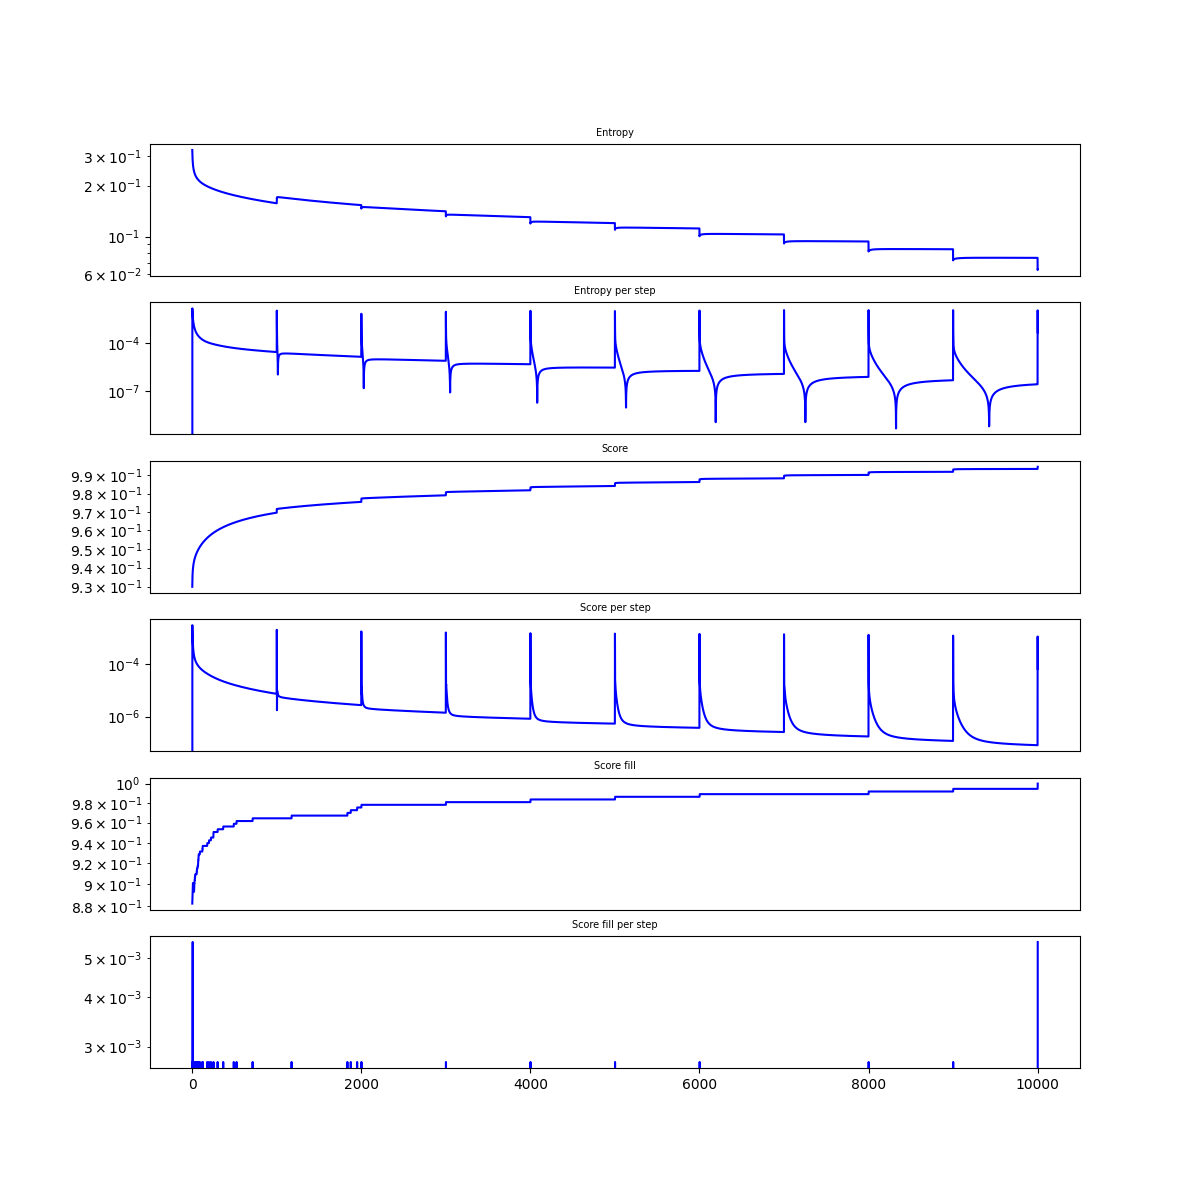 Entropy
3 × 10⁻¹
2 × 10⁻¹
10⁻¹
6 × 10⁻²
Entropy per step
10⁻⁴
10⁻⁷
Score
9.9 × 10⁻¹
9.8 × 10⁻¹
9.7 × 10⁻¹
9.6 × 10⁻¹
9.5 × 10⁻¹
9.4 × 10⁻¹
9.3 × 10⁻¹
Score per step
10⁻⁴
10⁻⁶
Score fill
10⁰
9.8 × 10⁻¹
9.6 × 10⁻¹
9.4 × 10⁻¹
9.2 × 10⁻¹
9 × 10⁻¹
8.8 × 10⁻¹
Score fill per step
5 × 10⁻³
4 × 10⁻³
3 × 10⁻³
0 2000 4000 6000 8000 10000